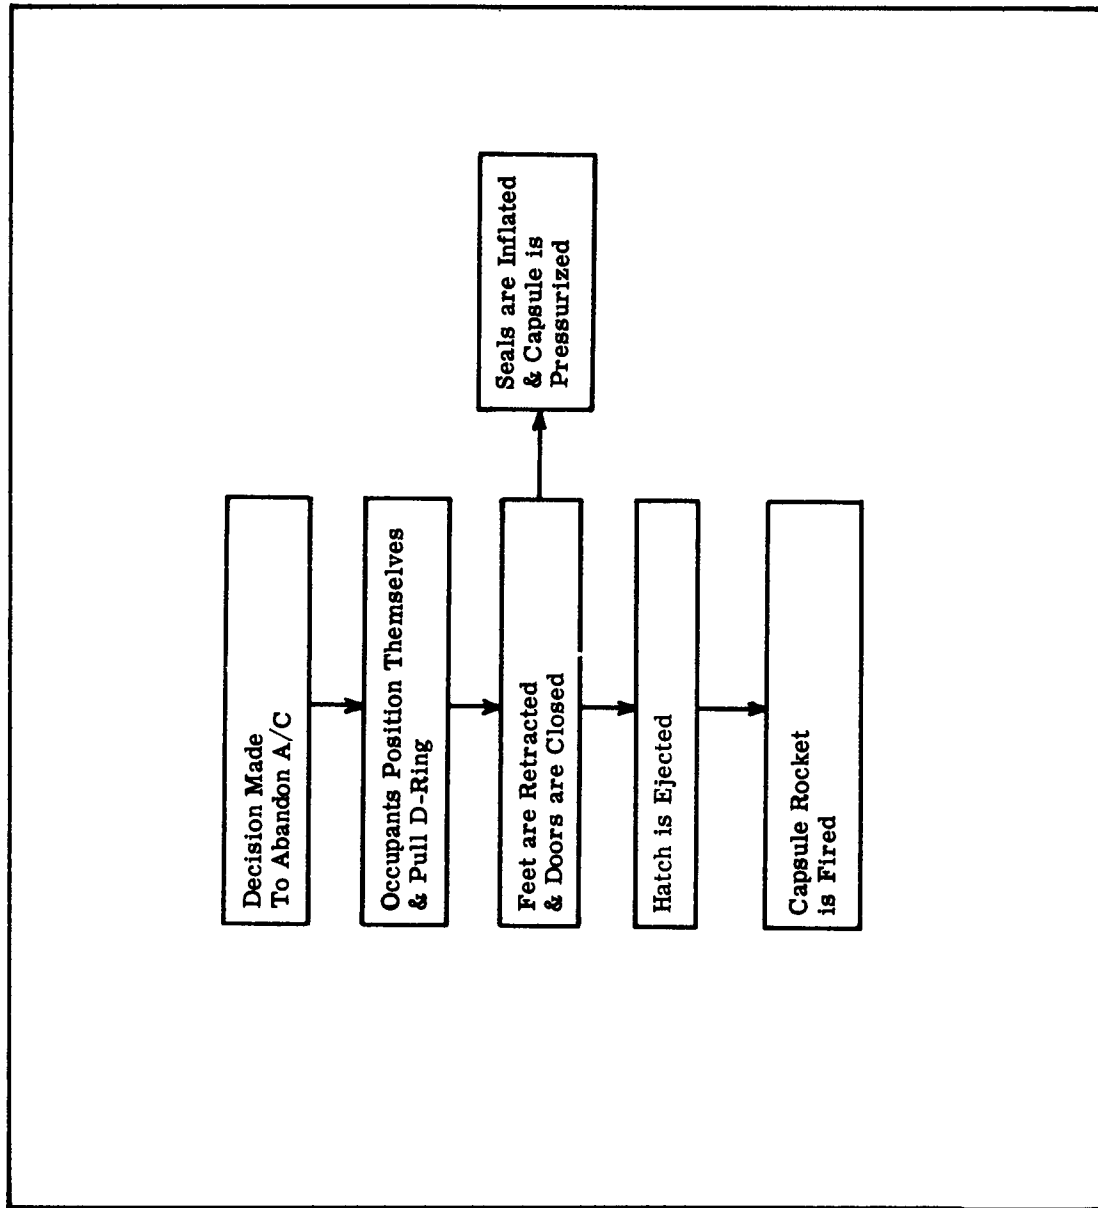 Decision Made
To Abandon A/C
Occupants Position Themselves
& Pull D-Ring
Feet are Retracted
& Doors are Closed
Seals are Inflated
& Capsule is
Pressurized
Hatch is Ejected
Capsule Rocket
is Fired